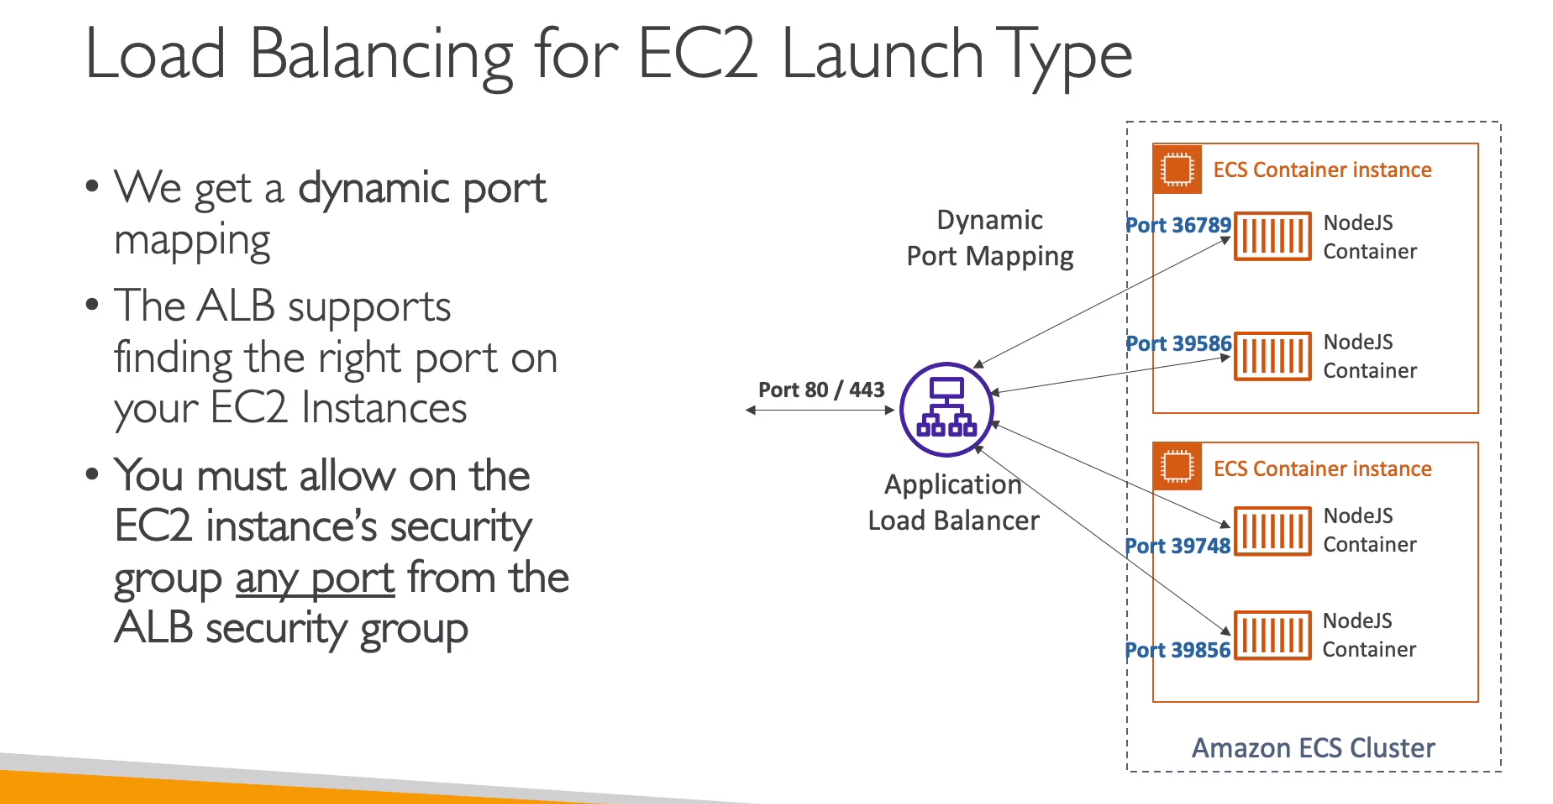 Load Balancing for EC2 Launch Type
• We get a dynamic port
mapping
• The ALB supports
finding the right port on
your EC2 Instances
• You must allow on the
EC2 instance’s security
group any port from the
ALB security group
Dynamic
Port Mapping
Port 80 / 443
Application
Load Balancer
ECS Container instance
Port 36789
NodeJS
Container
Port 39586
NodeJS
Container
ECS Container instance
Port 39748
NodeJS
Container
Port 39856
NodeJS
Container
Amazon ECS Cluster